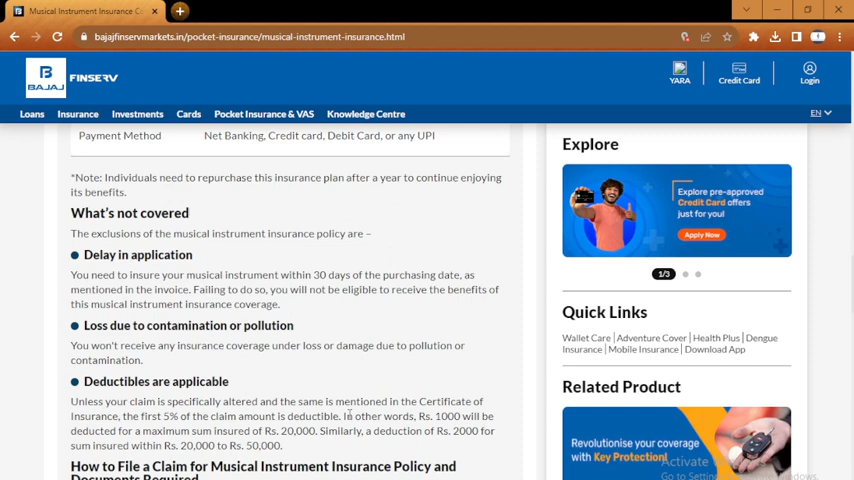 Musical Instrument Insurance C
bajajfinservmarkets.in/pocket-insurance/musical-instrument-insurance.html
B
BAJAJ
FINSERV
YARA
Credit Card
Login
Loans Insurance Investments Cards Pocket Insurance & VAS Knowledge Centre
EN
Payment Method Net Banking, Credit card, Debit Card, or any UPI
*Note: Individuals need to repurchase this insurance plan after a year to continue enjoying
its benefits.
What's not covered
The exclusions of the musical instrument insurance policy are –
Delay in application
You need to insure your musical instrument within 30 days of the purchasing date, as
mentioned in the invoice. Failing to do so, you will not be eligible to receive the benefits of
this musical instrument insurance coverage.
Loss due to contamination or pollution
You won't receive any insurance coverage under loss or damage due to pollution or
contamination.
Deductibles are applicable
Unless your claim is specifically altered and the same is mentioned in the Certificate of
Insurance, the first 5% of the claim amount is deductible. In other words, Rs. 1000 will be
deducted for a maximum sum insured of Rs. 20,000. Similarly, a deduction of Rs. 2000 for
sum insured within Rs. 20,000 to Rs. 50,000.
How to File a Claim for Musical Instrument Insurance Policy and
Documents Required
Explore
Explore pre-approved
Credit Card offers
just for you!
Apply Now
1/3
Quick Links
Wallet Care | Adventure Cover | Health Plus | Dengue
Insurance | Mobile Insurance | Download App
Related Product
Revolutionise your coverage
with Key Protection!
Activate
Go to Setting